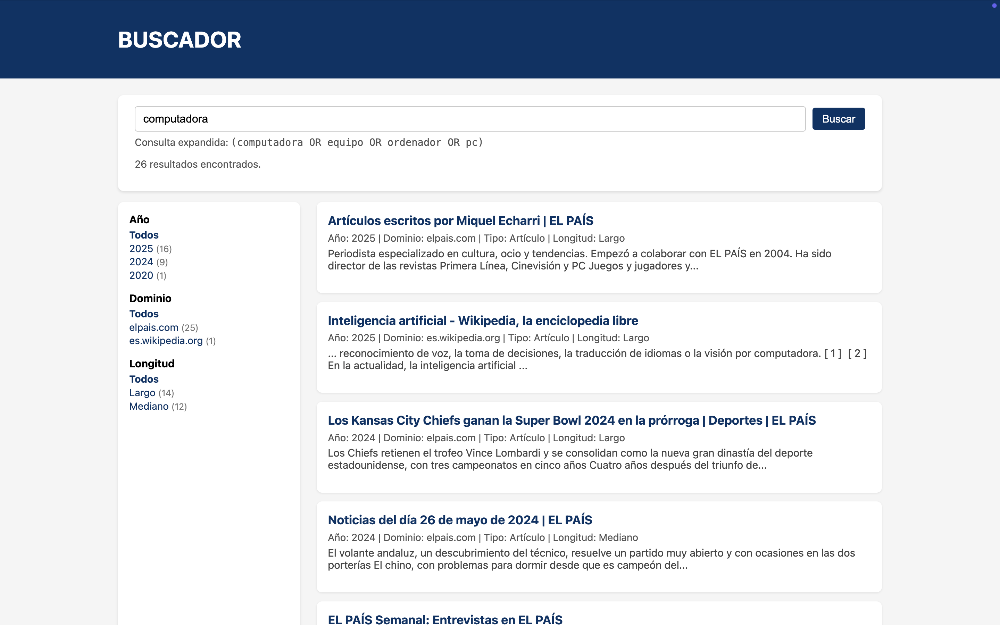 BUSCADOR
computadora
Buscar
Consulta expandida: (computadora OR equipo OR ordenador OR pc)
26 resultados encontrados.
Año
Todos
2025 (16)
2024 (9)
2020 (1)
Dominio
Todos
elpais.com (25)
es.wikipedia.org (1)
Longitud
Todos
Largo (14)
Mediano (12)
Artículos escritos por Miquel Echarri | EL PAÍS
Año: 2025 | Dominio: elpais.com | Tipo: Artículo | Longitud: Largo
Periodista especializado en cultura, ocio y tendencias. Empezó a colaborar con EL PAÍS en 2004. Ha sido
director de las revistas Primera Línea, Cinevisión y PC Juegos y jugadores y...
Inteligencia artificial - Wikipedia, la enciclopedia libre
Año: 2025 | Dominio: es.wikipedia.org | Tipo: Artículo | Longitud: Largo
... reconocimiento de voz, la toma de decisiones, la traducción de idiomas o la visión por computadora. [ 1 ] [ 2 ]
En la actualidad, la inteligencia artificial ...
Los Kansas City Chiefs ganan la Super Bowl 2024 en la prórroga | Deportes | EL PAÍS
Año: 2024 | Dominio: elpais.com | Tipo: Artículo | Longitud: Largo
Los Chiefs retienen el trofeo Vince Lombardi y se consolidan como la nueva gran dinastía del deporte
estadounidense, con tres campeonatos en cinco años Cuatro años después del triunfo de...
Noticias del día 26 de mayo de 2024 | EL PAÍS
Año: 2024 | Dominio: elpais.com | Tipo: Artículo | Longitud: Mediano
El volante andaluz, un descubrimiento del técnico, resuelve un partido muy abierto y con ocasiones en las dos
porterías El chino, con problemas para dormir desde que es campeón del...
EL PAÍS Semanal: Entrevistas en EL PAÍS